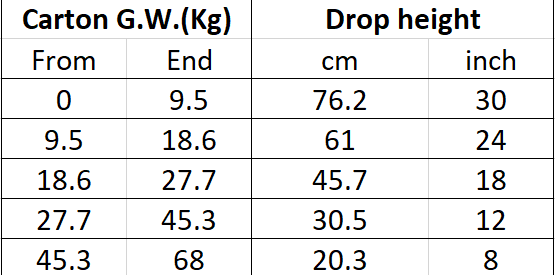 Carton G.W.(Kg) Drop height
From End cm inch
0 9.5 76.2 30
9.5 18.6 61 24
18.6 27.7 45.7 18
27.7 45.3 30.5 12
45.3 68 20.3 8